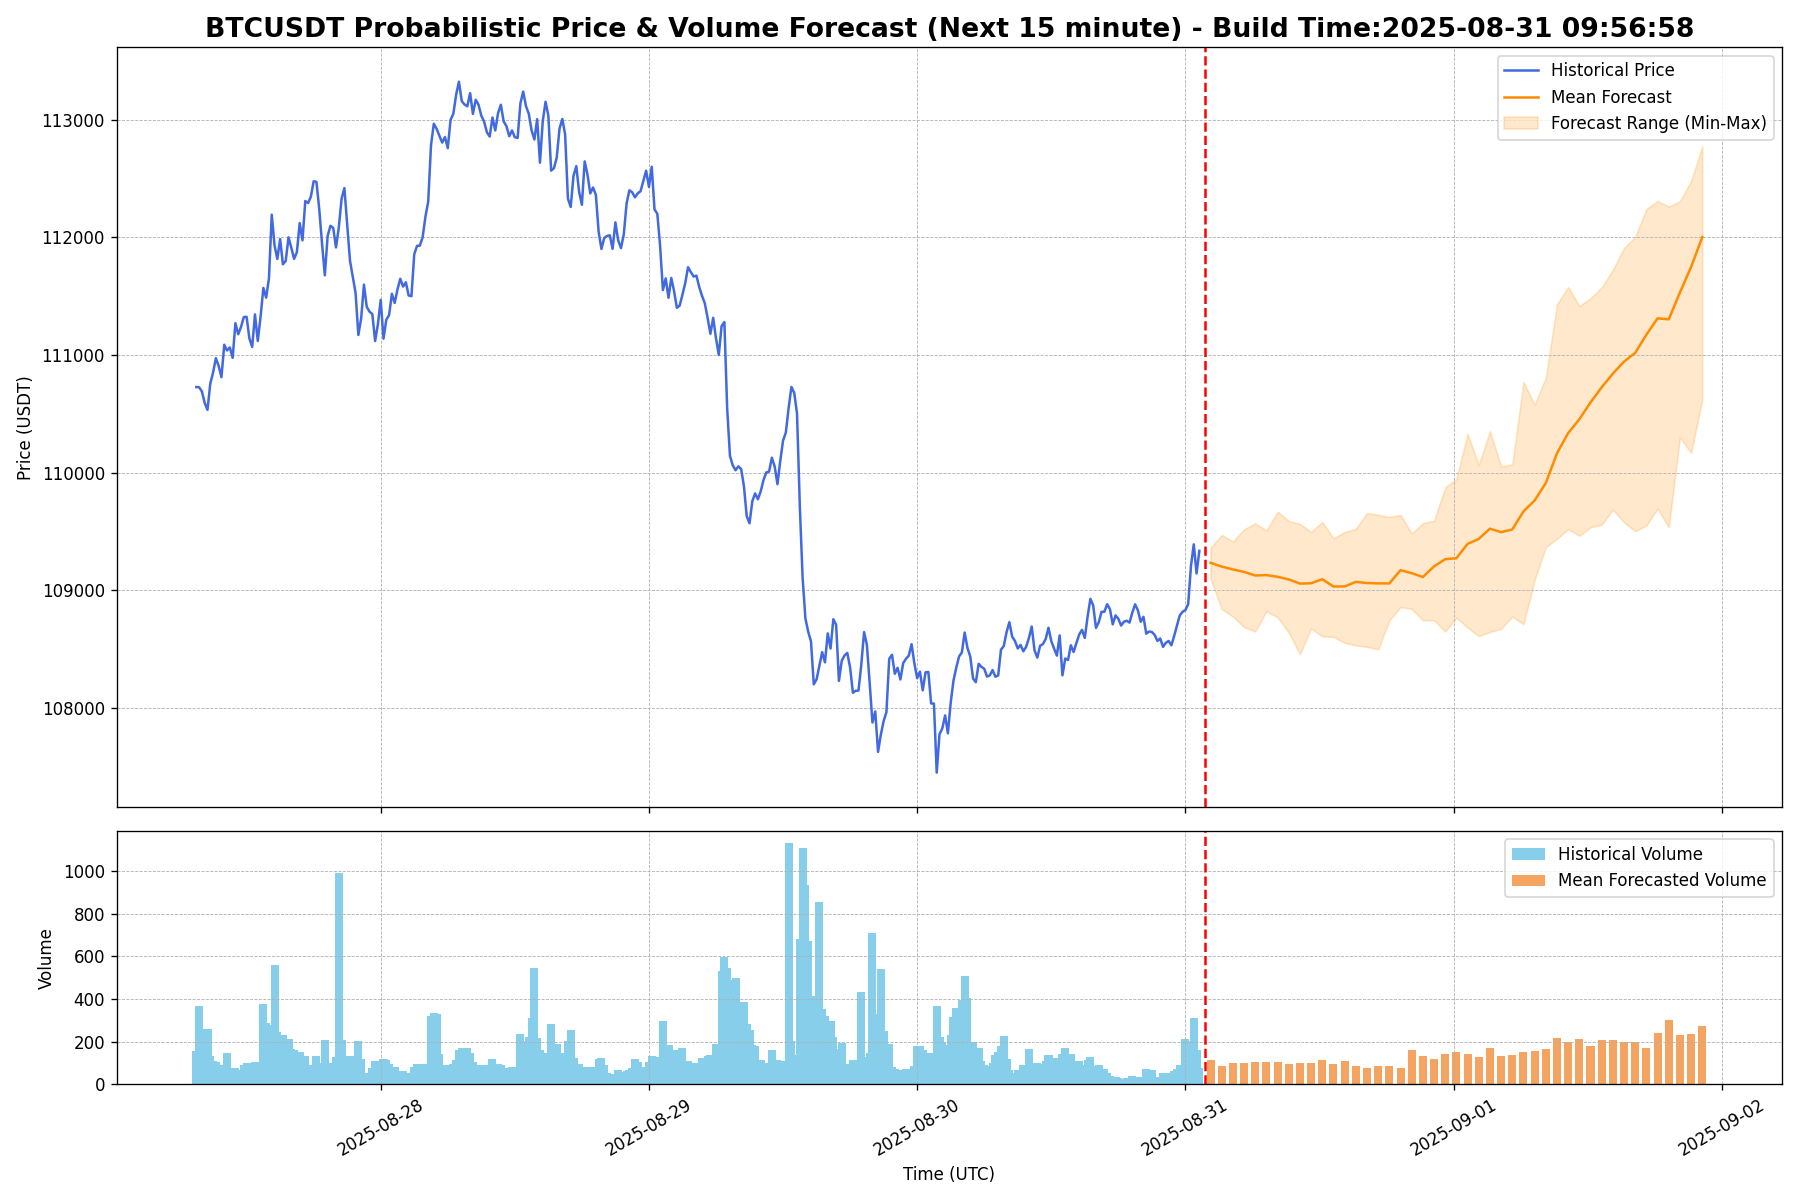 BTCUSDT Probabilistic Price & Volume Forecast (Next 15 minute) - Build Time:2025-08-31 09:56:58
Historical Price
Mean Forecast
Forecast Range (Min-Max)
113000
112000
111000
110000
109000
108000
Price (USDT)
Historical Volume
Mean Forecasted Volume
1000
800
600
400
200
0
Volume
2025-08-28
2025-08-29
2025-08-30
2025-08-31
2025-09-01
2025-09-02
Time (UTC)